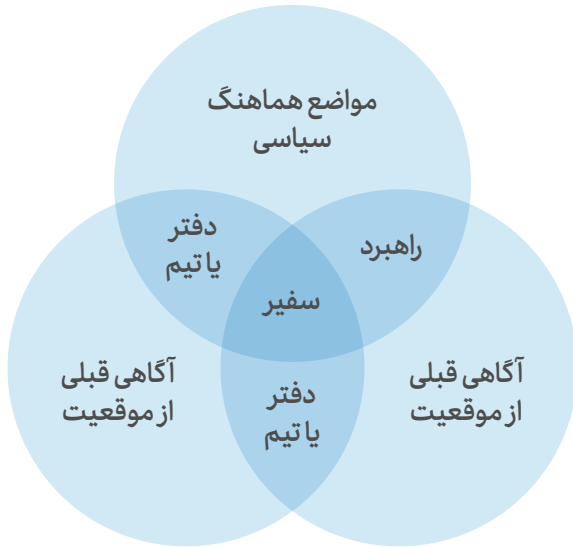 مواضع هماهنگ
سیاسی
راهبرد
دفتر
یا تیم
سفیر
آگاهی قبلی
از موقعیت
دفتر
یا تیم
آگاهی قبلی
از موقعیت